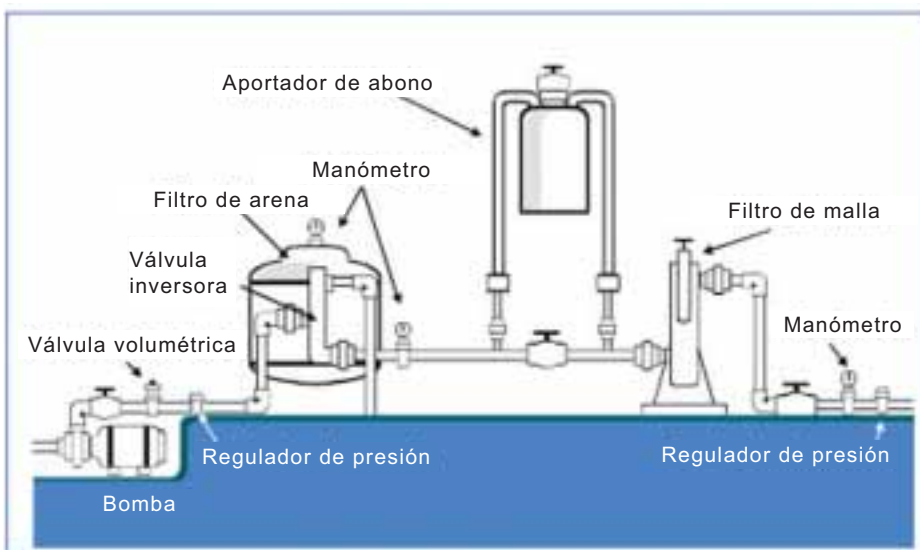 Aportador de abono
Manómetro
Filtro de arena
Filtro de malla
Válvula
inversora
Manómetro
Válvula volumétrica
Regulador de presión
Regulador de presión
Bomba